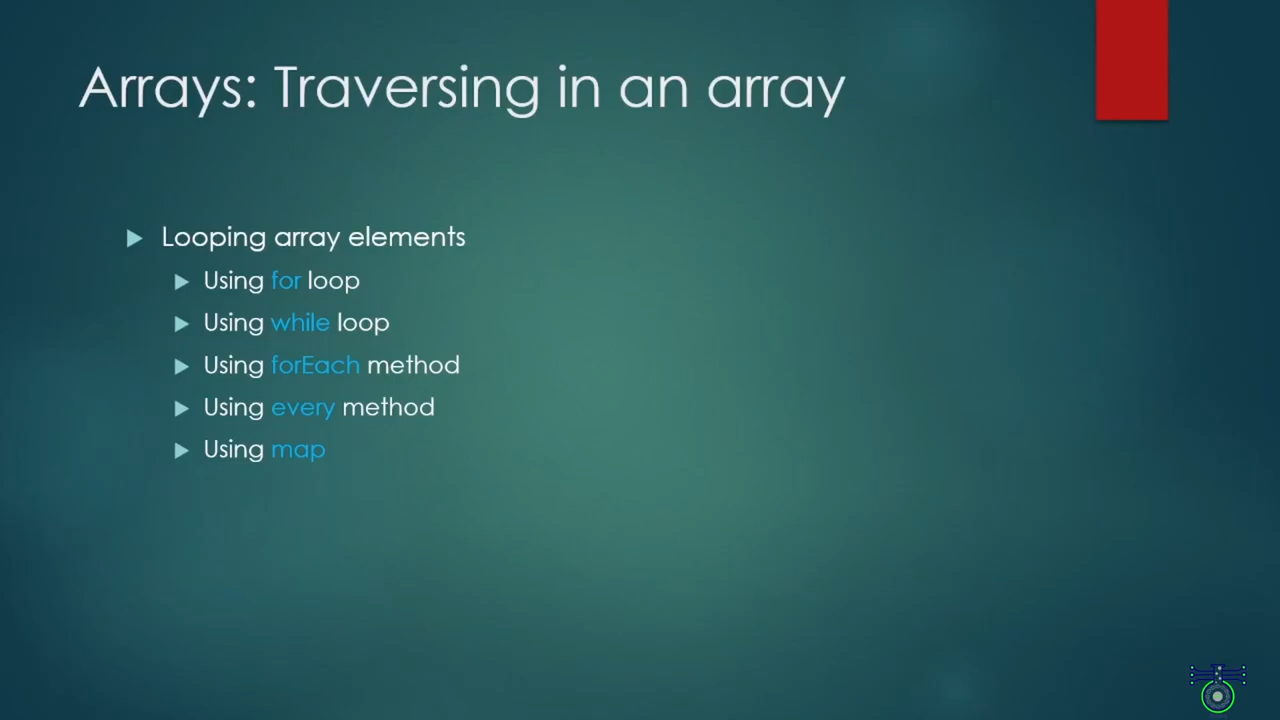 Arrays: Traversing in an array
Looping array elements
Using for loop
Using while loop
Using forEach method
Using every method
Using map